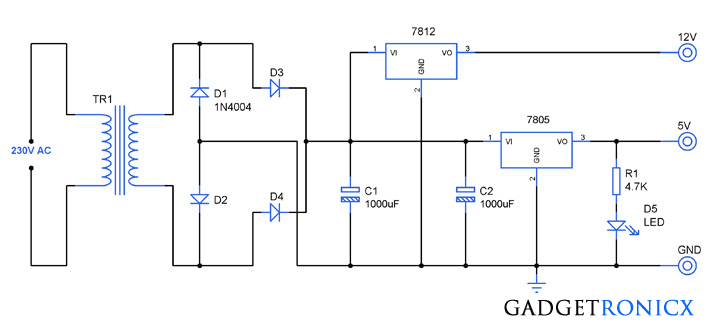 7812
12V
1
VI
VO
3
GND
2
D3
TR1
D1
1N4004
230V AC
7805
5V
1
VI
VO
3
GND
2
D2
D4
C1
1000uF
C2
1000uF
R1
4.7K
D5
LED
GND
GADGETRONICX